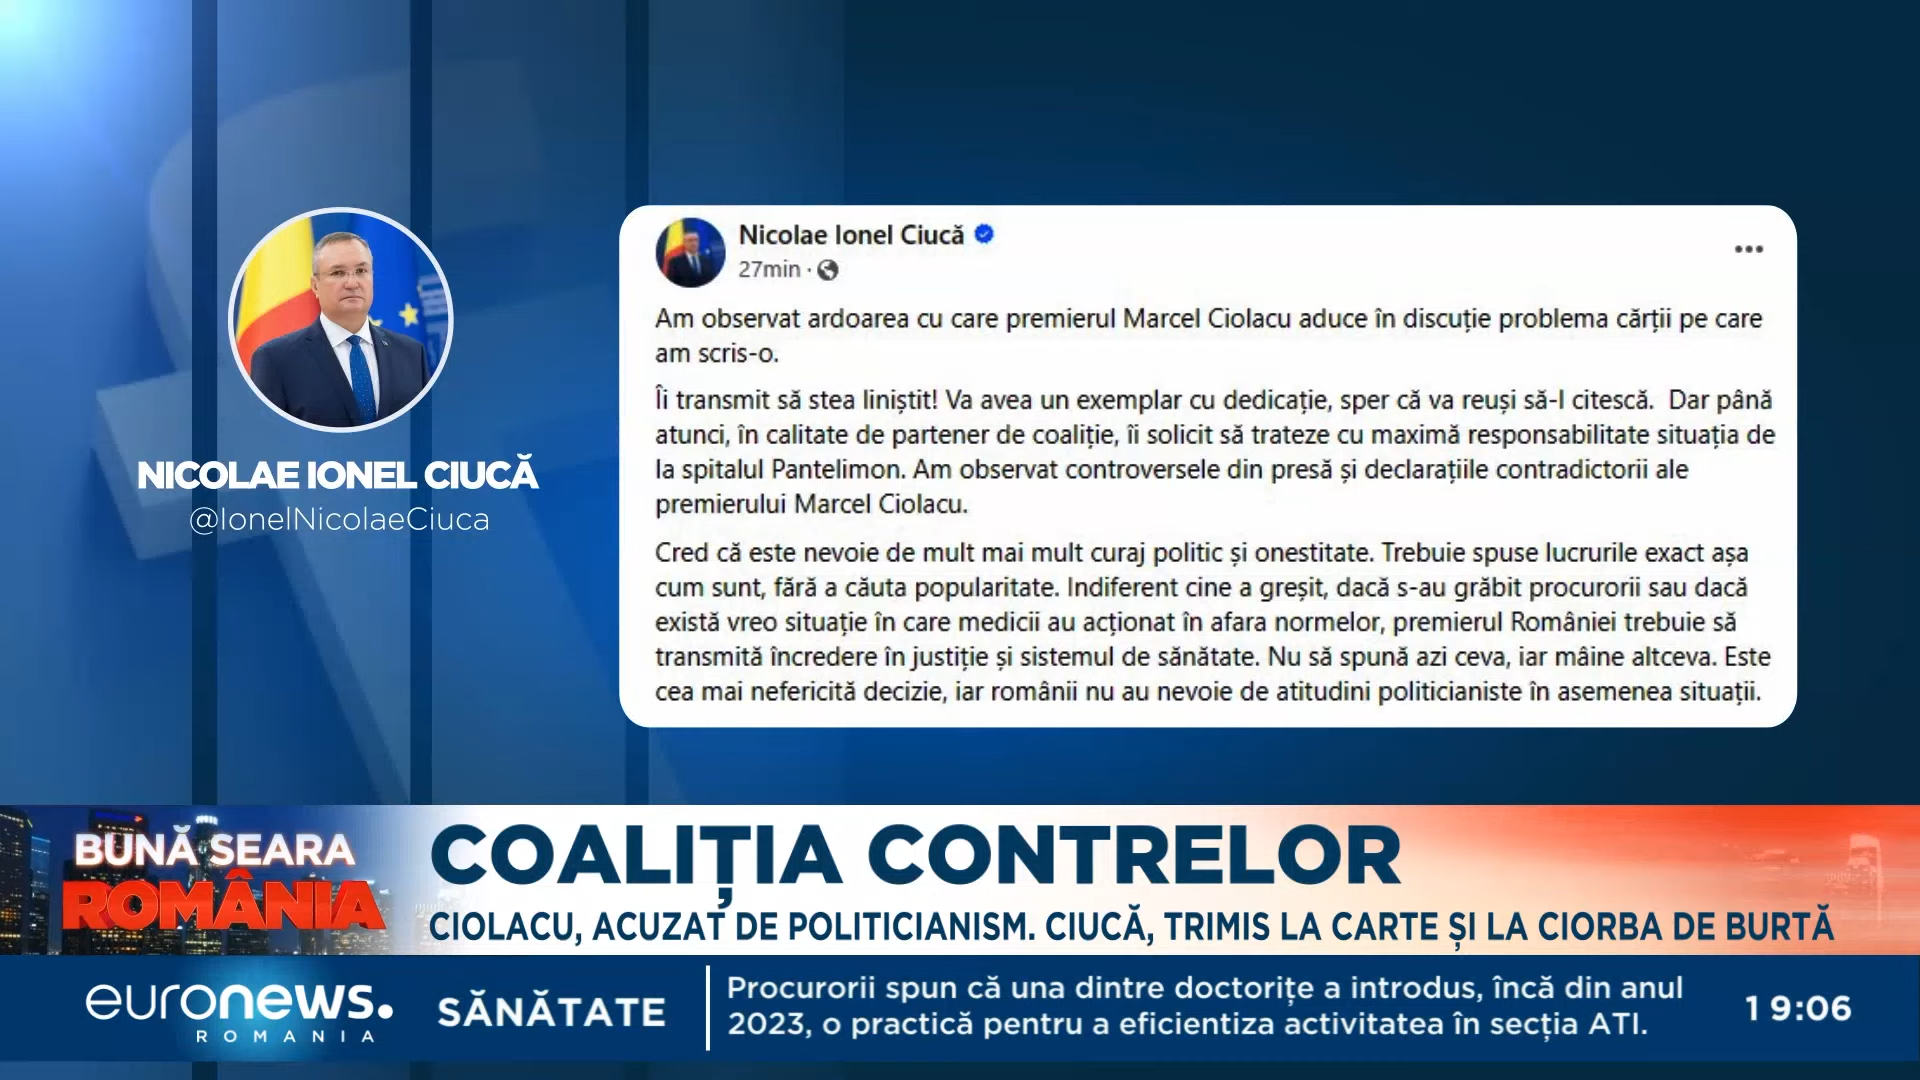 NICOLAE IONEL CIUCĂ
@IonelNicolaeCiuca
Nicolae Ionel Ciucă
27min ·
Am observat ardoarea cu care premierul Marcel Ciolacu aduce în discuție problema cărții pe care
am scris-o.
Îi transmit să stea liniștit! Va avea un exemplar cu dedicație, sper că va reuși să-l citescă. Dar până
atunci, în calitate de partener de coaliție, îi solicit să trateze cu maximă responsabilitate situația de
la spitalul Pantelimon. Am observat controversele din presă și declarațiile contradictorii ale
premierului Marcel Ciolacu.
Cred că este nevoie de mult mai mult curaj politic și onestitate. Trebuie spuse lucrurile exact așa
cum sunt, fără a căuta popularitate. Indiferent cine a greșit, dacă s-au grăbit procurorii sau dacă
există vreo situație în care medicii au acționat în afara normelor, premierul României trebuie să
transmită încredere în justiție și sistemul de sănătate. Nu să spună azi ceva, iar mâine altceva. Este
cea mai nefericită decizie, iar românii nu au nevoie de atitudini politicianiste în asemenea situații.
BUNĂ SEARA
ROMÂNIA
COALIȚIA CONTRELOR
CIOLACU, ACUZAT DE POLITICIANISM. CIUCĂ, TRIMIS LA CARTE ȘI LA CIORBA DE BURTĂ
euronews.
ROMANIA
SĂNĂTATE
Procurorii spun că una dintre doctorițe a introdus, încă din anul
2023, o practică pentru a eficientiza activitatea în secția ATI.
19:06